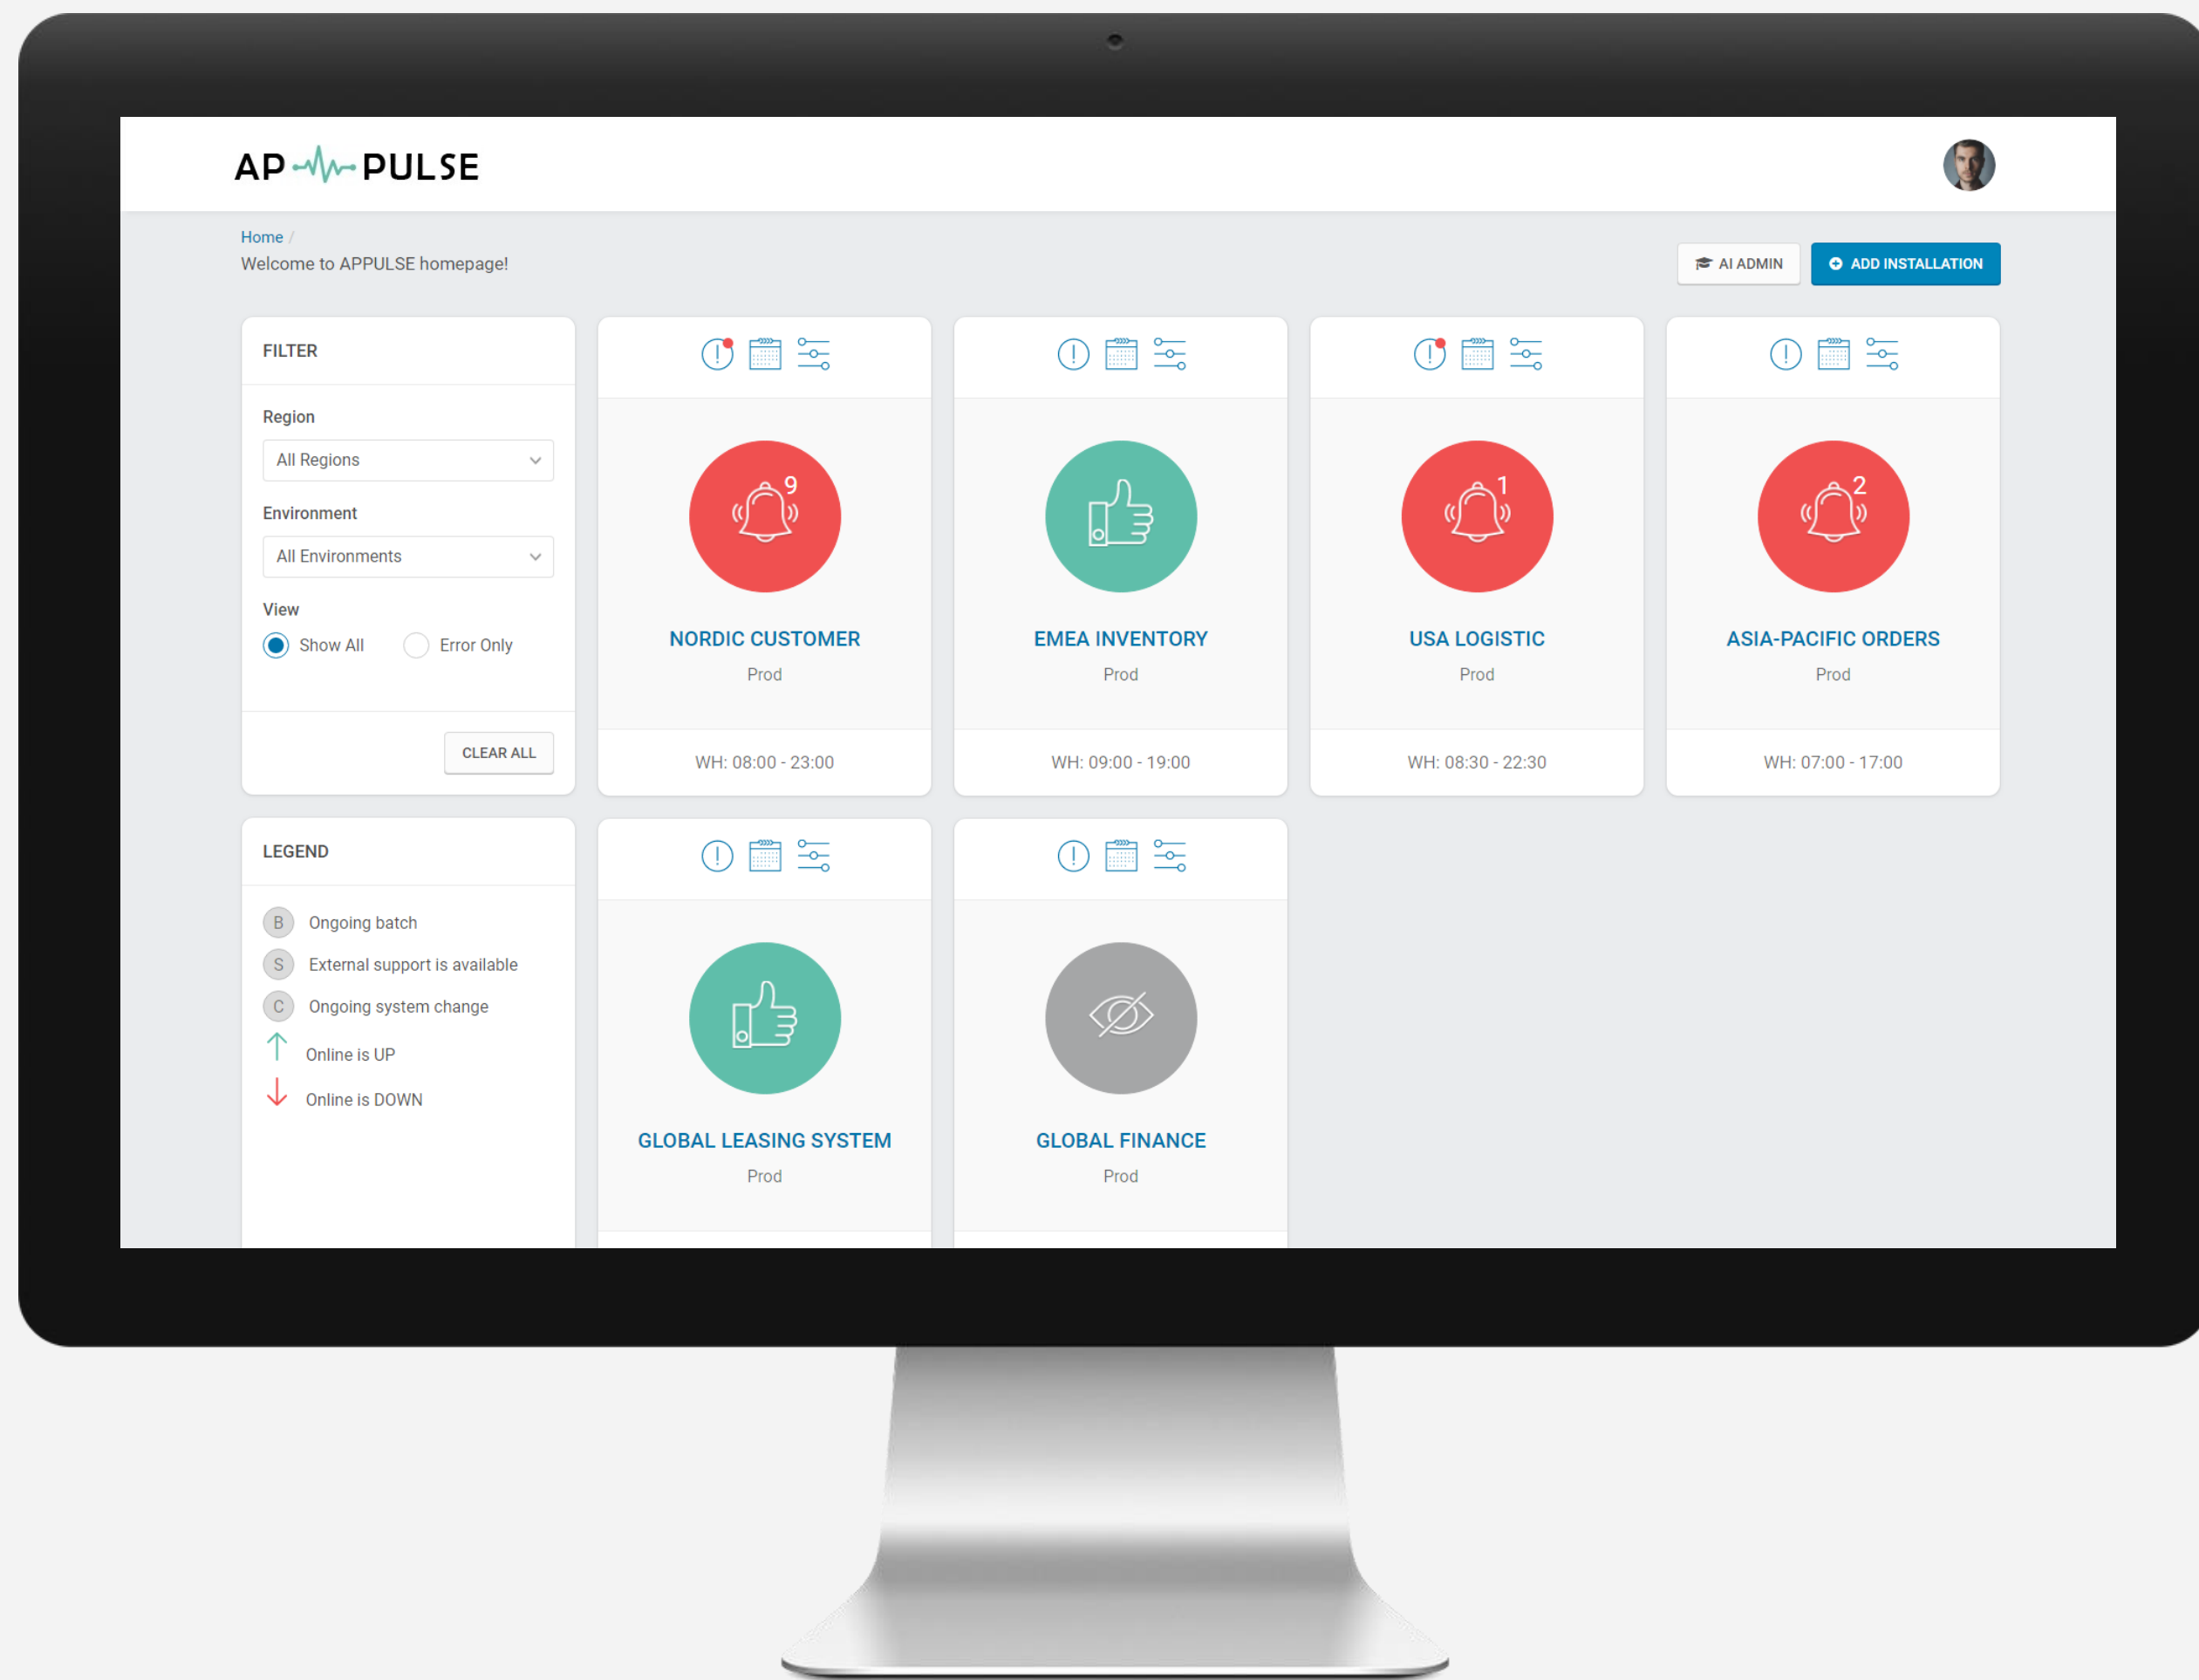 AP PULSE
Home /
Welcome to APPULSE homepage!
AI ADMIN
ADD INSTALLATION
FILTER
Region
All Regions
Environment
All Environments
View
Show All
Error Only
CLEAR ALL
9
NORDIC CUSTOMER
Prod
WH: 08:00 - 23:00
EMEA INVENTORY
Prod
WH: 09:00 - 19:00
1
USA LOGISTIC
Prod
WH: 08:30 - 22:30
2
ASIA-PACIFIC ORDERS
Prod
WH: 07:00 - 17:00
LEGEND
B Ongoing batch
S External support is available
C Ongoing system change
Online is UP
Online is DOWN
GLOBAL LEASING SYSTEM
Prod
GLOBAL FINANCE
Prod